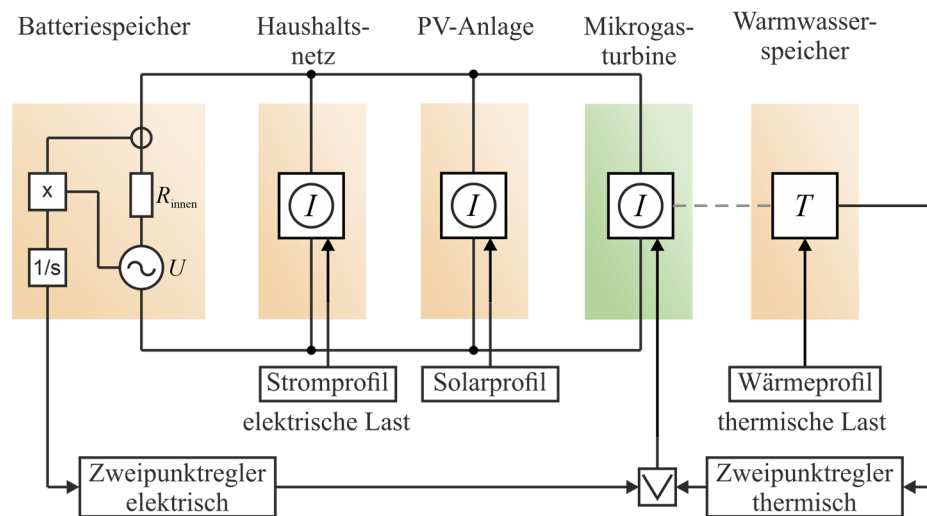 Batteriespeicher
Haushalts-
netz
PV-Anlage
Mikrogas-
turbine
Warmwasser-
speicher
x
R innen
1/s
U
I
I
I
T
Stromprofil
elektrische Last
Solarprofil
Wärmeprofil
thermische Last
Zweipunktregler
elektrisch
Zweipunktregler
thermisch